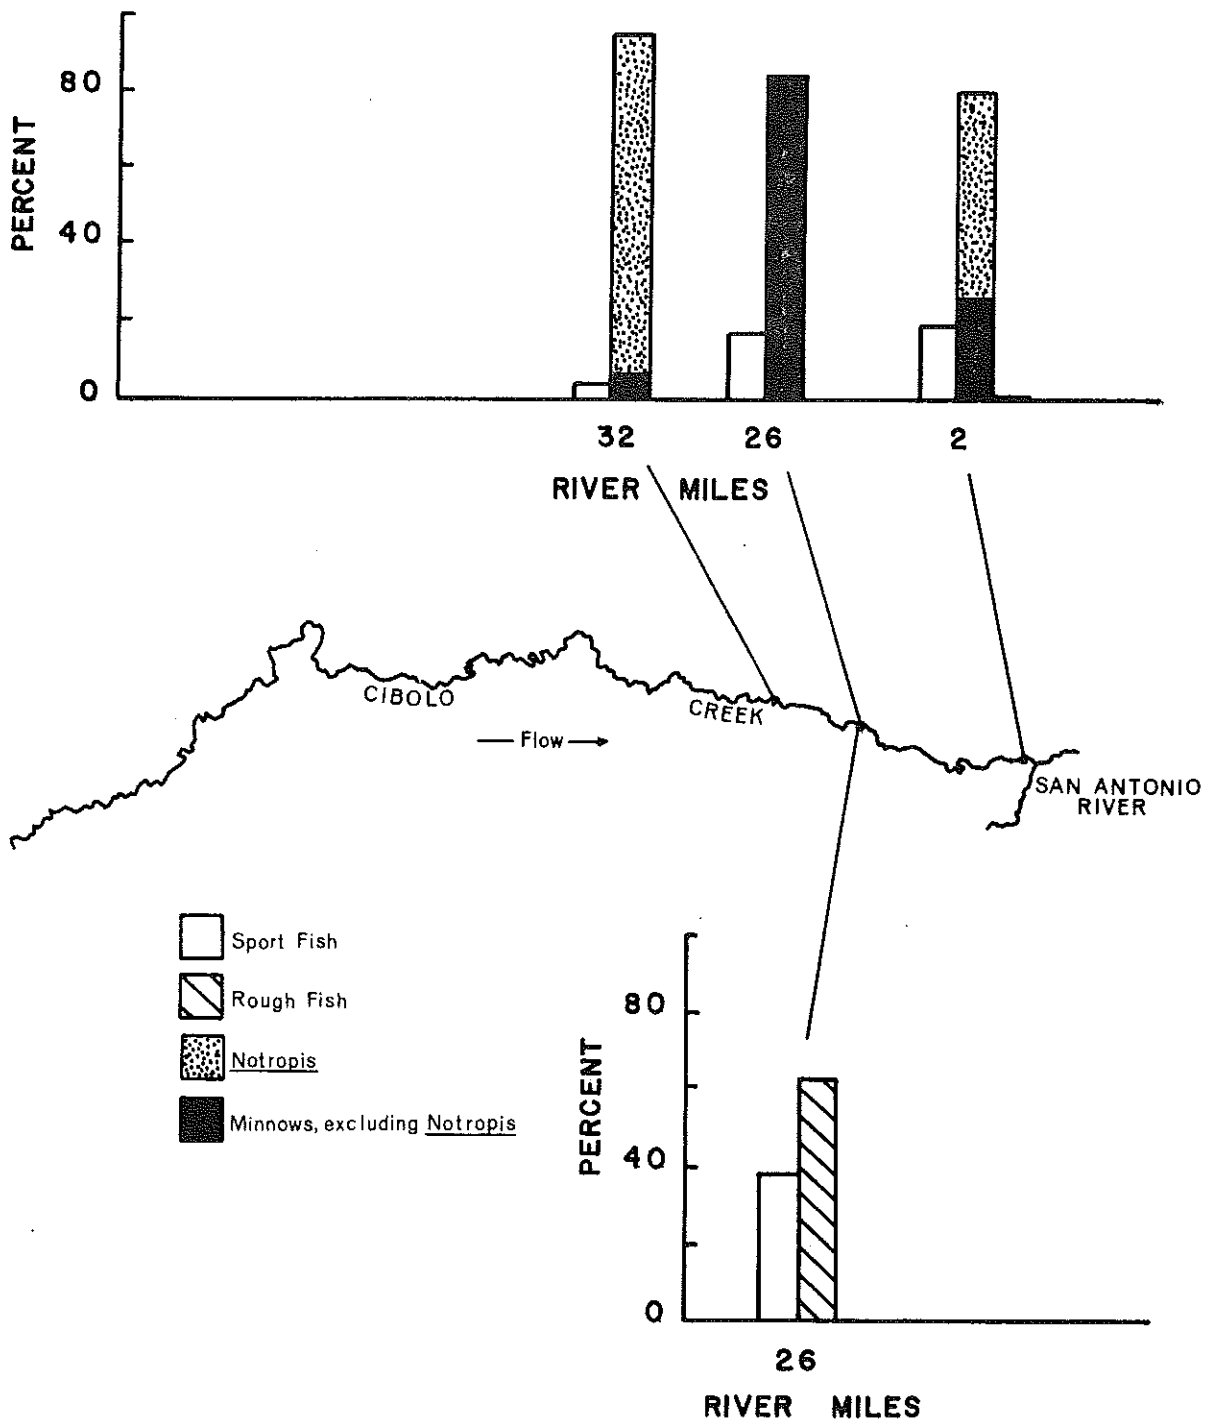 PERCENT
80
40
0
32 26 2
RIVER MILES
CIBOLO CREEK
Flow
SAN ANTONIO
RIVER
Sport Fish
Rough Fish
Notropis
Minnows, excluding Notropis
PERCENT
80
40
0
26
RIVER MILES